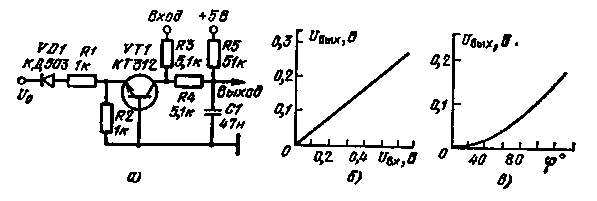 Вход +5В
VD1
КД503
R1
1к
VT1
КТ312
R3
5,1к
R5
51к
Выход
R4
5,1к
С1
47н
U₀
R2
1к
а)
Uвых, В
0,3
0,2
0,1
0
0,2 0,4 Uвх, В
б)
Uвых, В.
0,2
0,1
0
40 80 φ°
в)